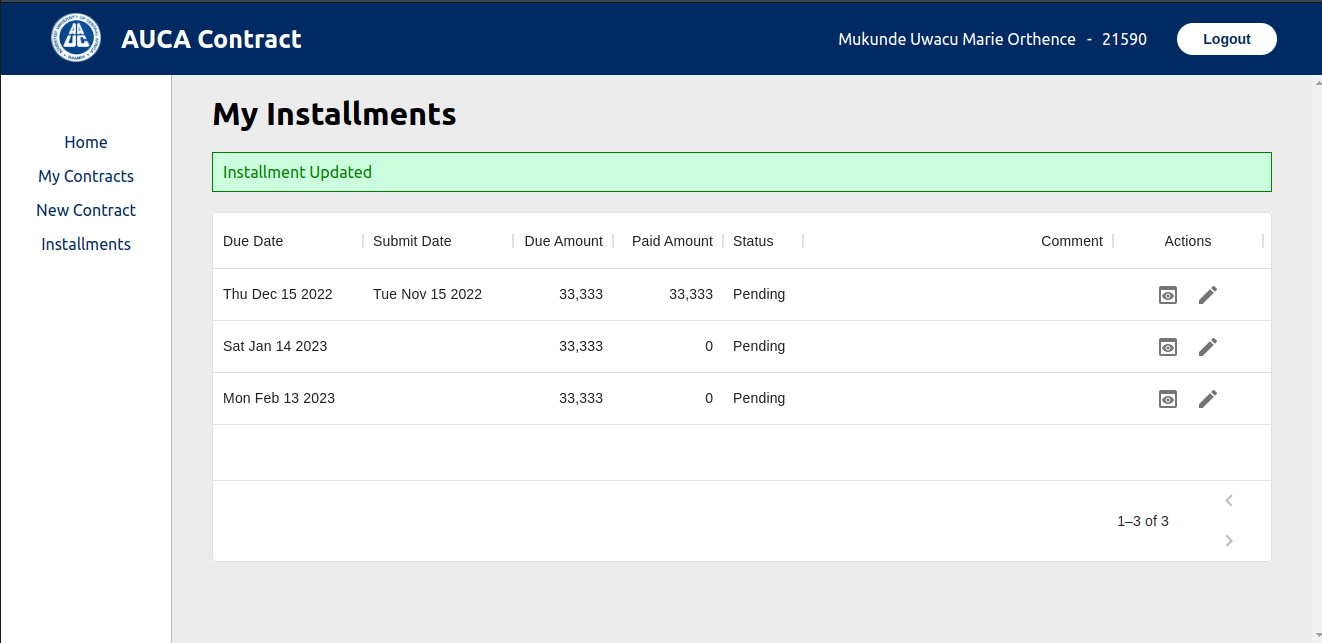 AUCA Contract
Mukunde Uwacu Marie Orthence - 21590
Logout
Home
My Contracts
New Contract
Installments
My Installments
Installment Updated
Due Date Submit Date Due Amount Paid Amount Status Comment Actions
Thu Dec 15 2022 Tue Nov 15 2022 33,333 33,333 Pending
Sat Jan 14 2023 33,333 0 Pending
Mon Feb 13 2023 33,333 0 Pending
1–3 of 3